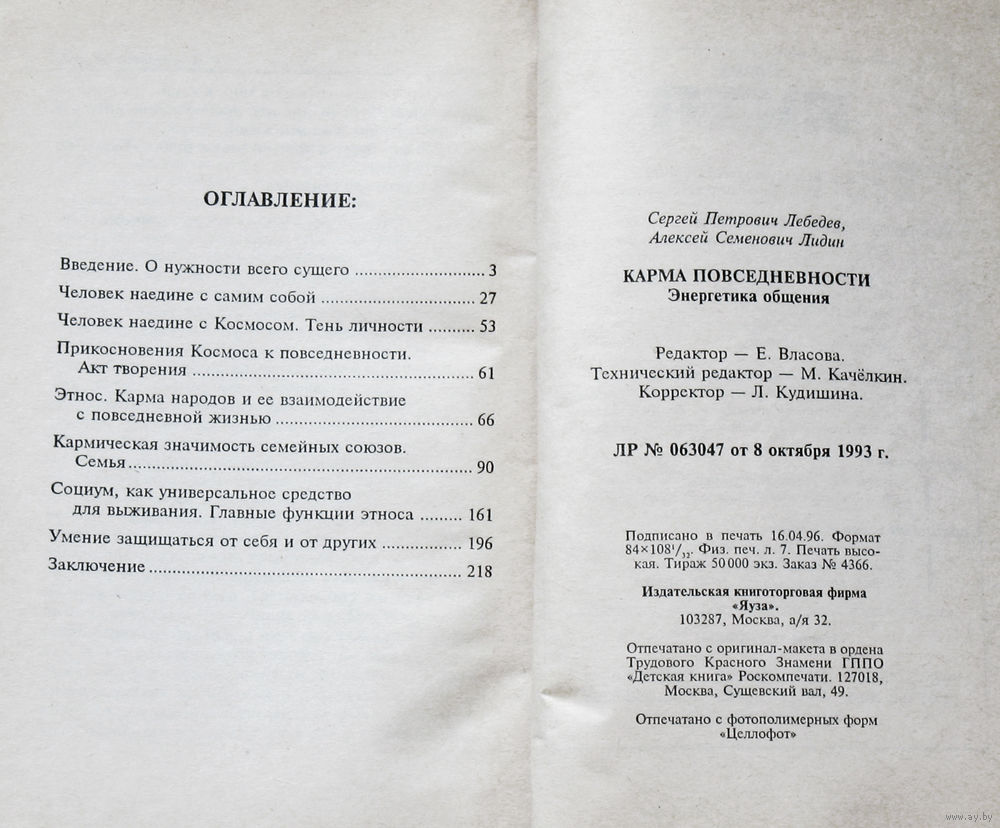 ОГЛАВЛЕНИЕ:
Введение. О нужности всего сущего ........................ 3
Человек наедине с самим собой ............................. 27
Человек наедине с Космосом. Тень личности .......... 53
Прикосновения Космоса к повседневности.
Акт творения ..................................................... 61
Этнос. Карма народов и ее взаимодействие
с повседневной жизнью ..................................... 66
Кармическая значимость семейных союзов.
Семья ................................................................ 90
Социум, как универсальное средство
для выживания. Главные функции этноса ......... 161
Умение защищаться от себя и от других ............... 196
Заключение ........................................................... 218
Сергей Петрович Лебедев,
Алексей Семенович Лидин
КАРМА ПОВСЕДНЕВНОСТИ
Энергетика общения
Редактор — Е. Власова.
Технический редактор — М. Качёлкин.
Корректор — Л. Кудишина.
ЛР № 063047 от 8 октября 1993 г.
Подписано в печать 16.04.96. Формат
84×108¹/₃₂. Физ. печ. л. 7. Печать высо-
кая. Тираж 50 000 экз. Заказ № 4366.
Издательская книготорговая фирма
«Яуза».
103287, Москва, а/я 32.
Отпечатано с оригинал-макета в ордена
Трудового Красного Знамени ГППО
«Детская книга» Роскомпечати. 127018,
Москва, Сущевский вал, 49.
Отпечатано с фотополимерных форм
«Целлофот»
www.ay.by